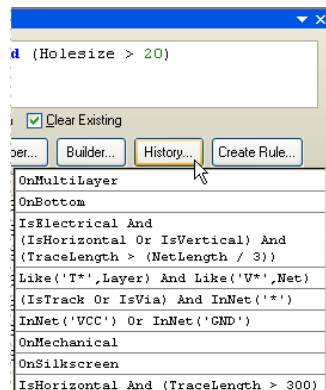 d (Holesize > 20)
Clear Existing
Builder...
History...
Create Rule...
OnMultiLayer
OnBottom
IsElectrical And
(IsHorizontal Or IsVertical) And
(TraceLength > (NetLength / 3))
Like('T*',Layer) And Like('V*',Net)
(IsTrack Or IsVia) And InNet('*')
InNet('VCC') Or InNet('GND')
OnMechanical
OnSilkscreen
IsHorizontal And (TraceLength > 300)